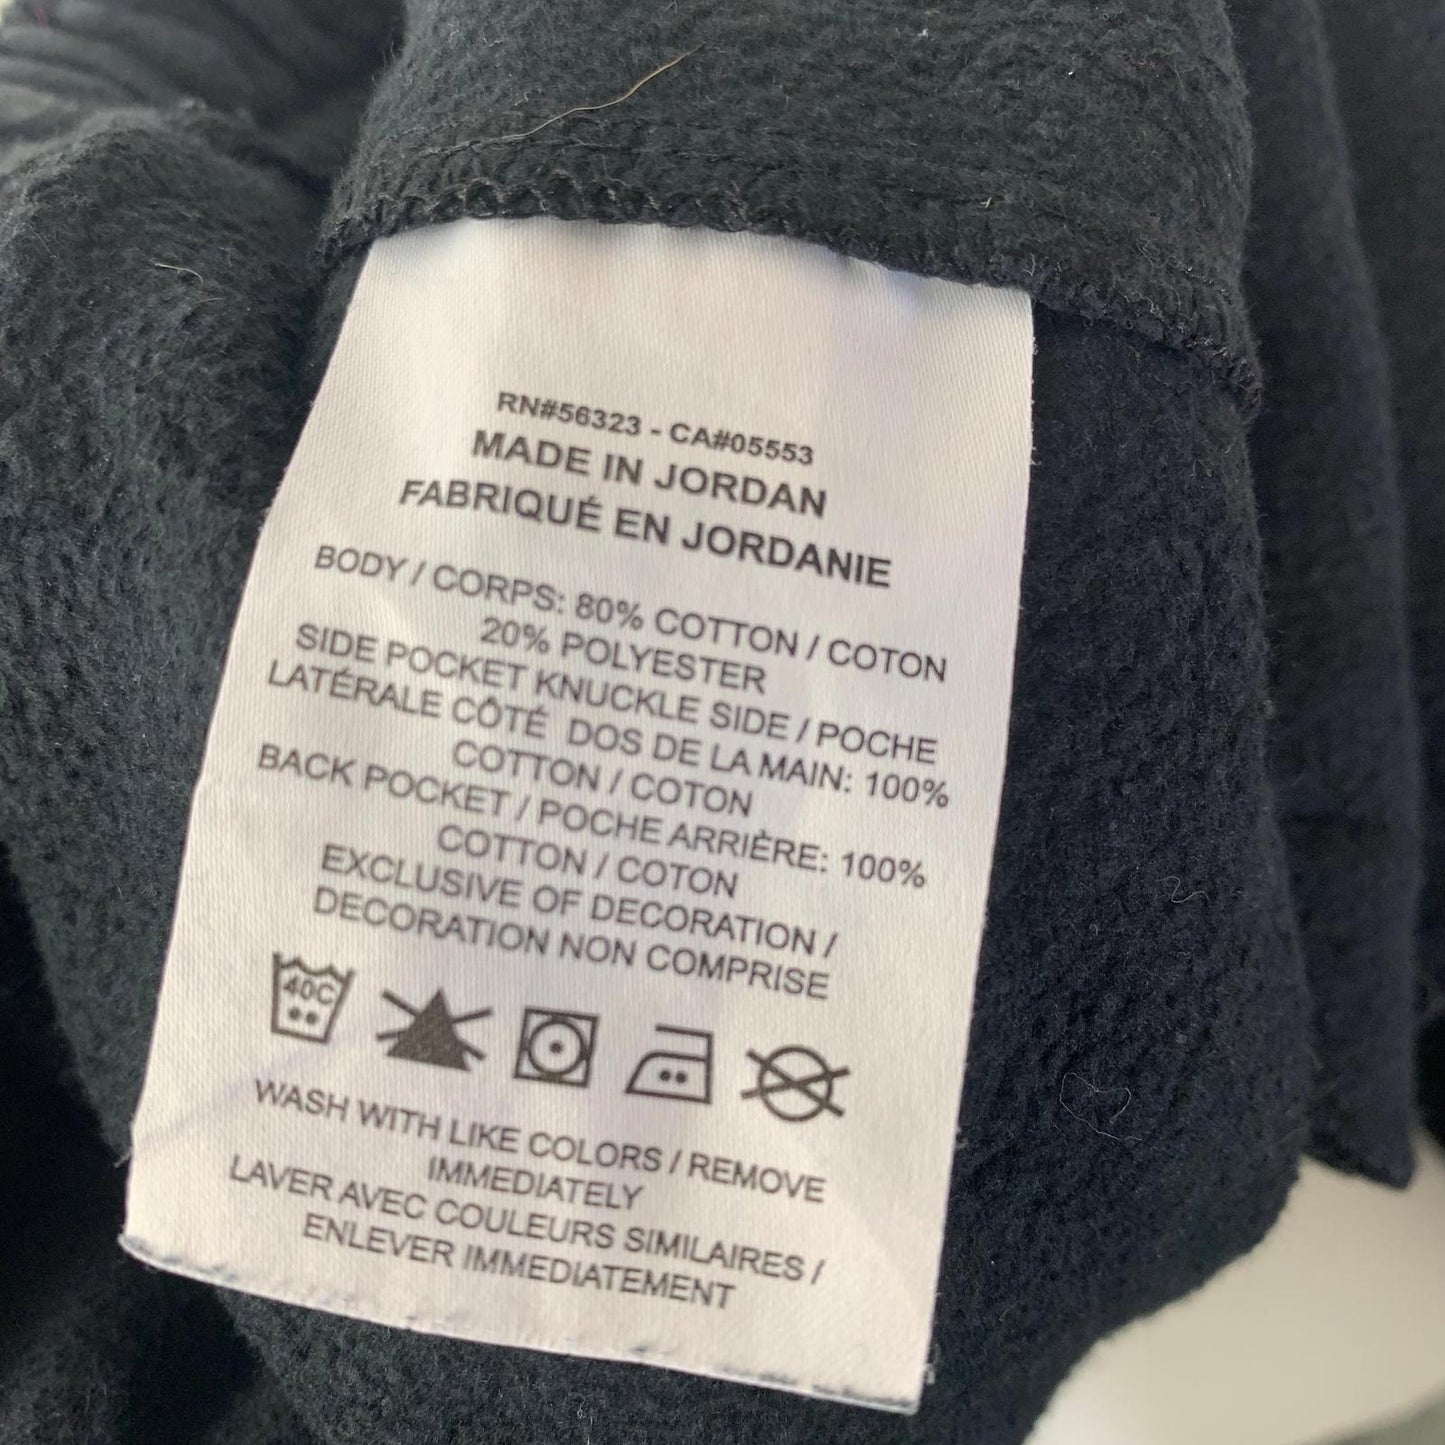 RN#56323 - CA#05553
MADE IN JORDAN
FABRIQUÉ EN JORDANIE
BODY / CORPS: 80% COTTON / COTON
20% POLYESTER
SIDE POCKET KNUCKLE SIDE / POCHE
LATÉRALE CÔTÉ DOS DE LA MAIN: 100%
COTTON / COTON
BACK POCKET / POCHE ARRIÈRE: 100%
COTTON / COTON
EXCLUSIVE OF DECORATION /
DECORATION NON COMPRISE
40C
WASH WITH LIKE COLORS / REMOVE
IMMEDIATELY
LAVER AVEC COULEURS SIMILAIRES /
ENLEVER IMMEDIATEMENT